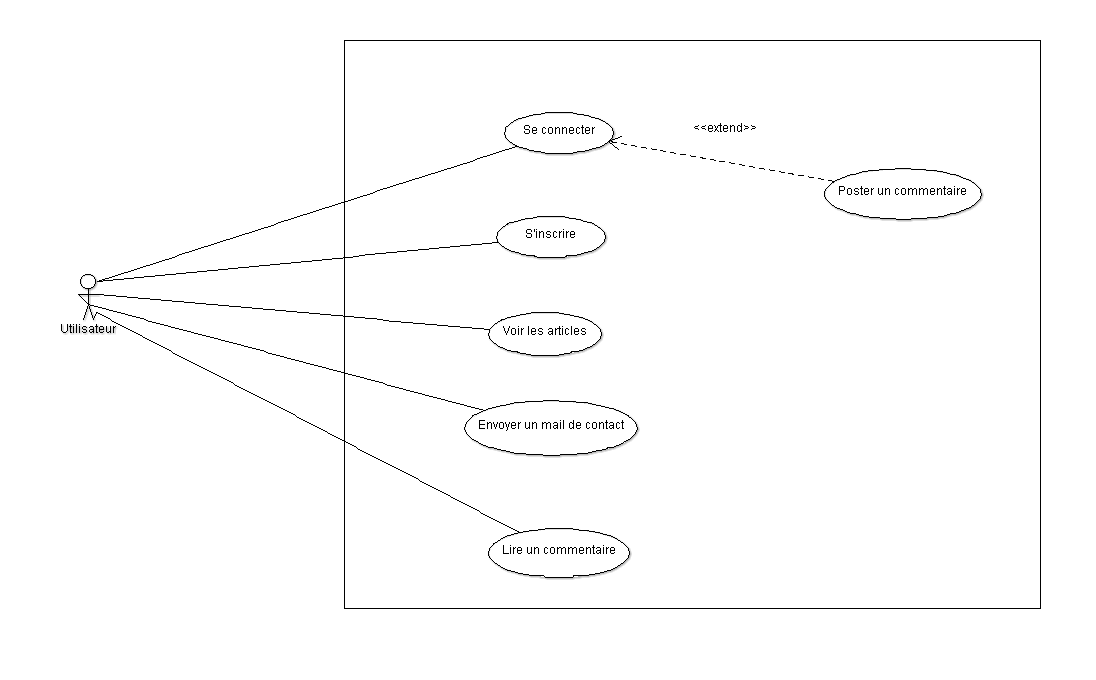 Se connecter
<<extend>>
Poster un commentaire
S'inscrire
Utilisateur
Voir les articles
Envoyer un mail de contact
Lire un commentaire